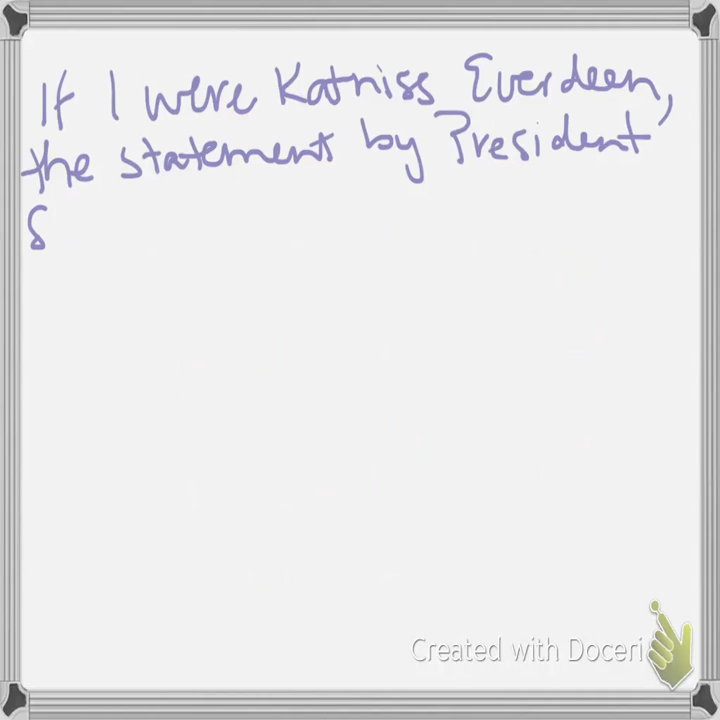 If I were Katniss Everdeen,
the statement by President
S
Created with Doceri